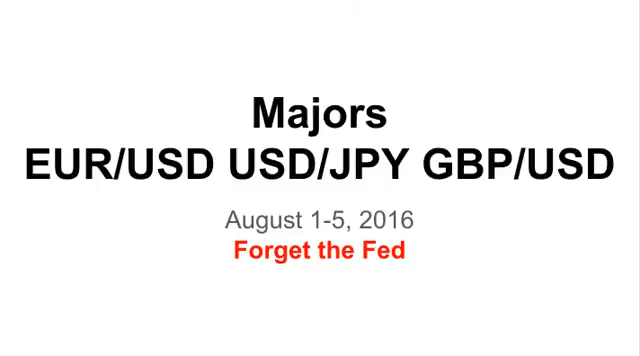 Majors
EUR/USD USD/JPY GBP/USD
August 1-5, 2016
Forget the Fed